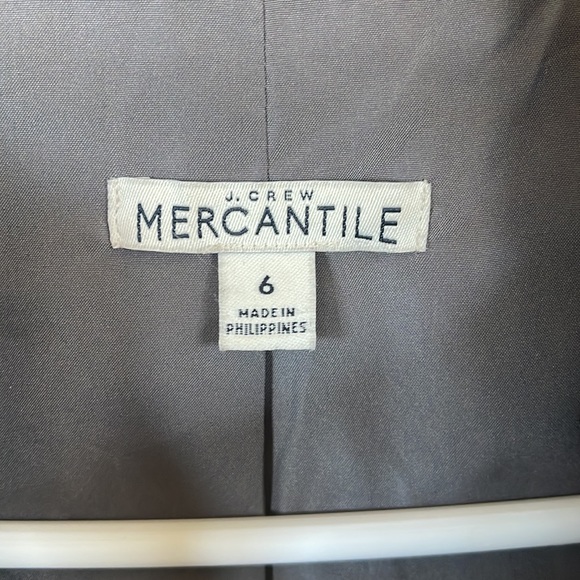 J. CREW
MERCANTILE
6
MADE IN
PHILIPPINES